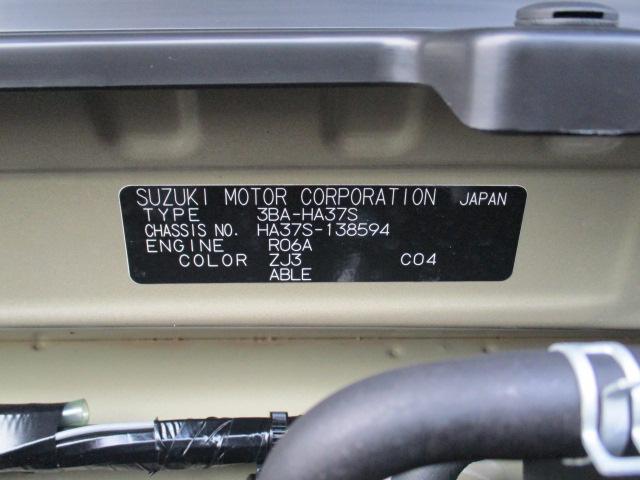 SUZUKI MOTOR CORPORATION JAPAN
TYPE 3BA-HA37S
CHASSIS NO. HA37S-138594
ENGINE R06A
COLOR ZJ3 C04
ABLE